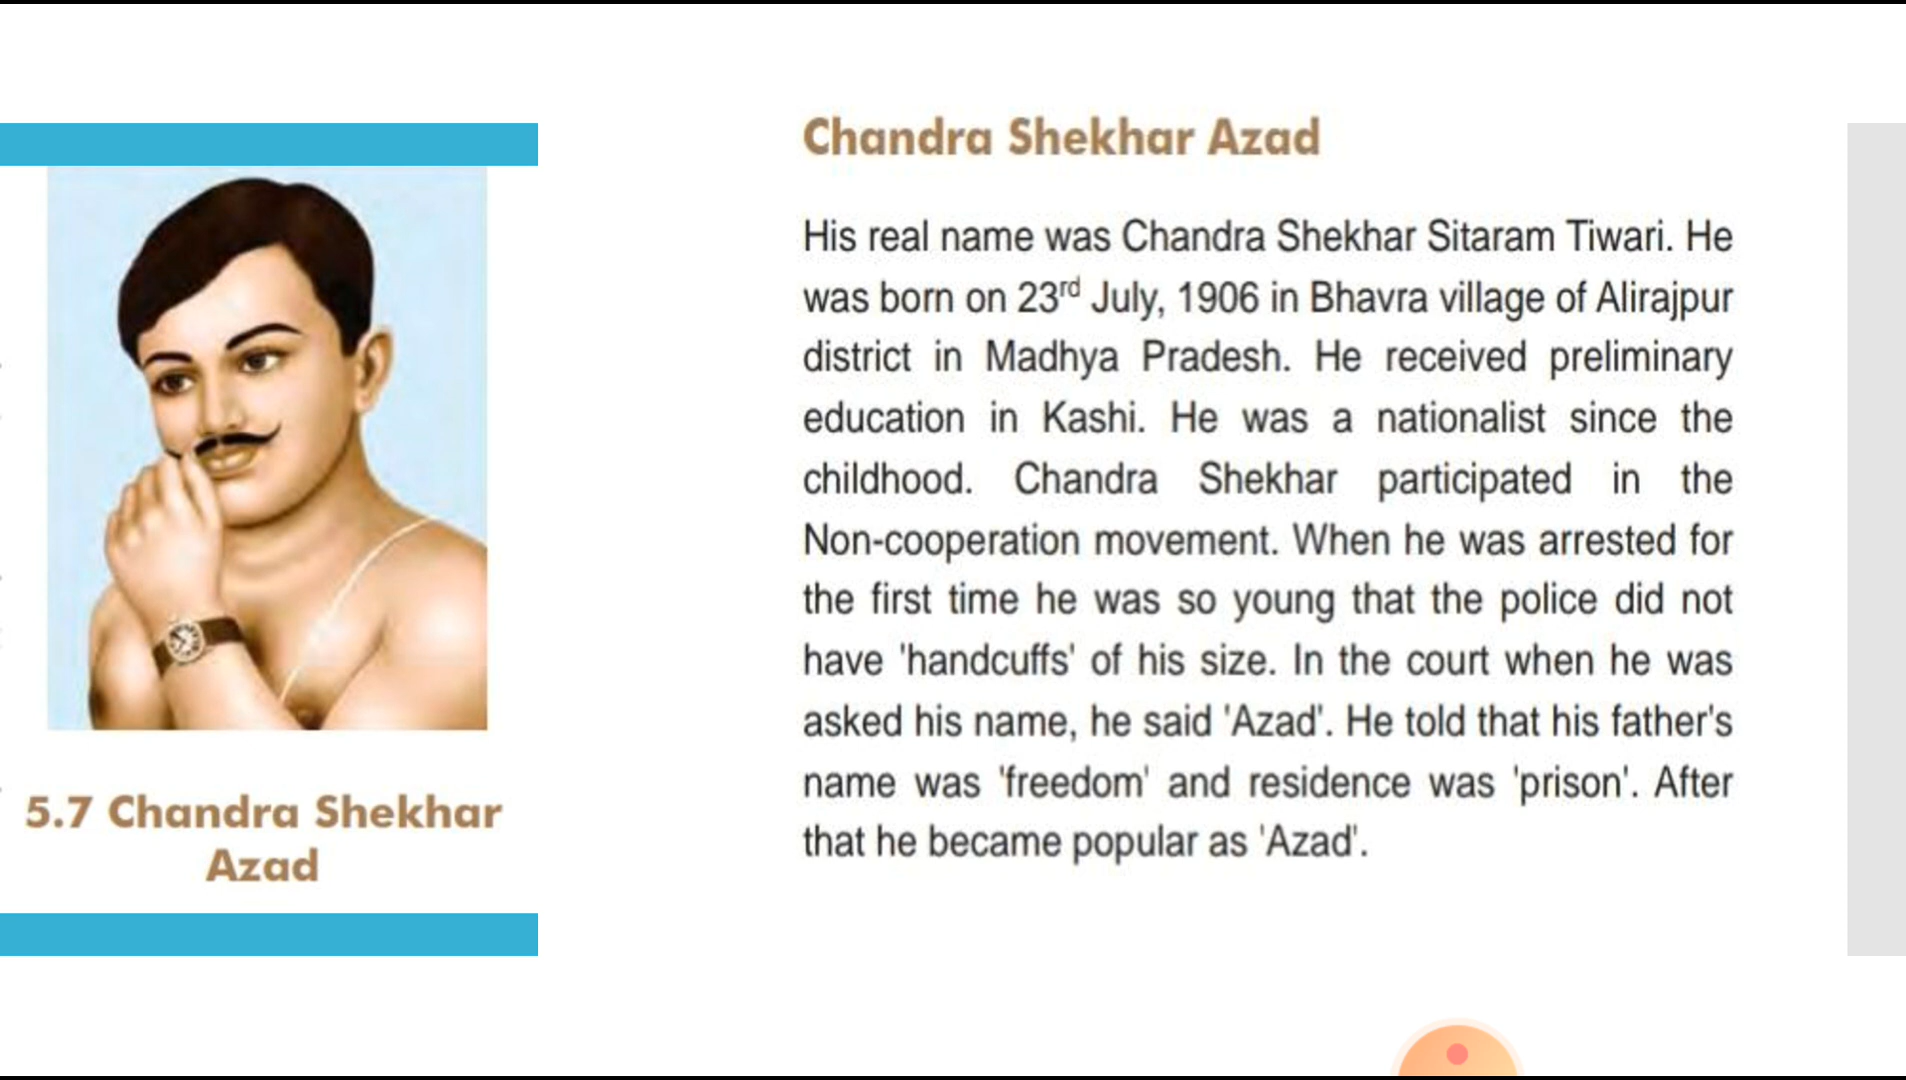 Chandra Shekhar Azad
His real name was Chandra Shekhar Sitaram Tiwari. He
was born on 23rd July, 1906 in Bhavra village of Alirajpur
district in Madhya Pradesh. He received preliminary
education in Kashi. He was a nationalist since the
childhood. Chandra Shekhar participated in the
Non-cooperation movement. When he was arrested for
the first time he was so young that the police did not
have 'handcuffs' of his size. In the court when he was
asked his name, he said 'Azad'. He told that his father's
name was 'freedom' and residence was 'prison'. After
that he became popular as 'Azad'.
5.7 Chandra Shekhar
Azad